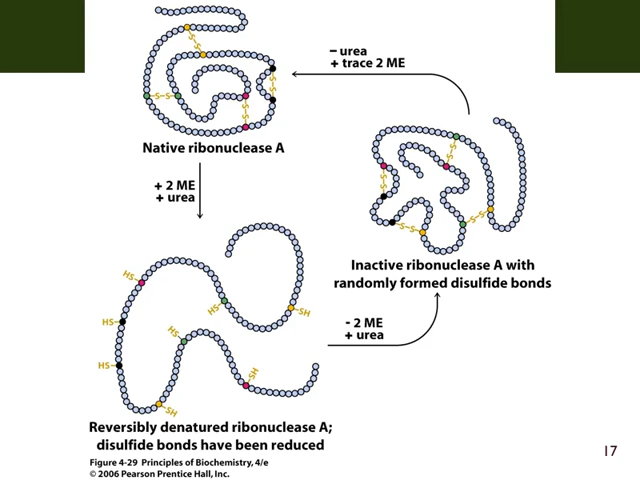 S-S
– urea
+ trace 2 ME
S-S
S-S
S-S
Native ribonuclease A
+ 2 ME
+ urea
S-S
S-S
S-S
S-S
Inactive ribonuclease A with
randomly formed disulfide bonds
HS
HS
SH
HS
HS
- 2 ME
+ urea
HS
SH
SH
Reversibly denatured ribonuclease A;
disulfide bonds have been reduced
17
Figure 4-29 Principles of Biochemistry, 4/e
© 2006 Pearson Prentice Hall, Inc.